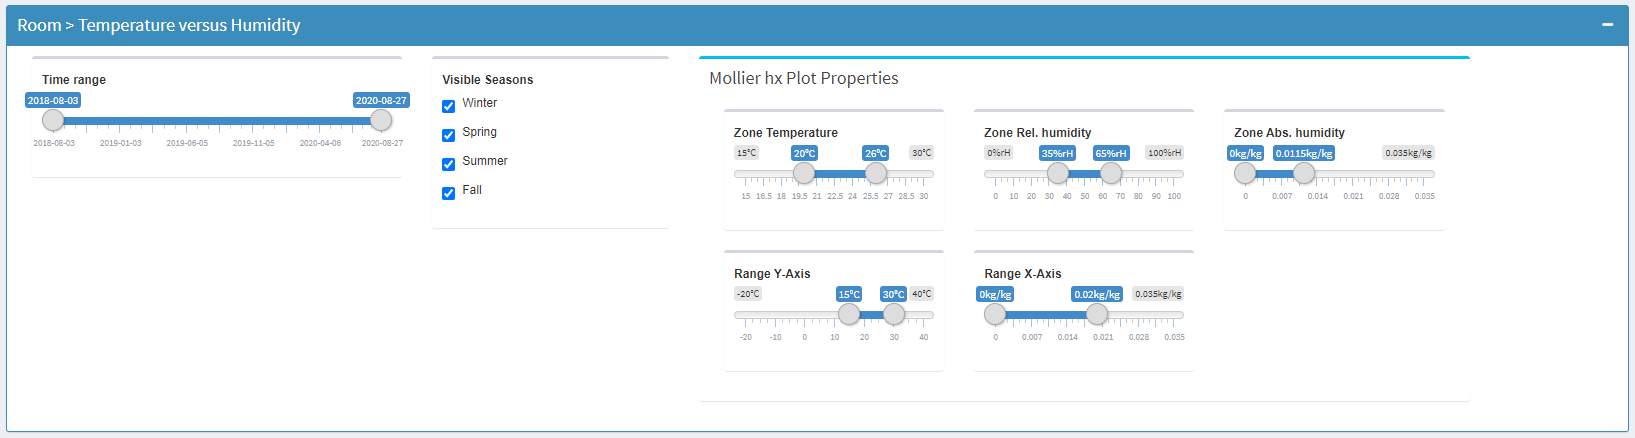 Room > Temperature versus Humidity
Time range
2018-08-03 2020-08-27
2018-08-03 2019-01-03 2019-06-05 2019-11-05 2020-04-06 2020-08-27
Visible Seasons
Winter
Spring
Summer
Fall
Mollier hx Plot Properties
Zone Temperature
15°C 20°C 26°C 30°C
15 16.5 18 19.5 21 22.5 24 25.5 27 28.5 30
Zone Rel. humidity
0%rH 35%rH 65%rH 100%rH
0 10 20 30 40 50 60 70 80 90 100
Zone Abs. humidity
0kg/kg 0.0115kg/kg 0.035kg/kg
0 0.007 0.014 0.021 0.028 0.035
Range Y-Axis
-20°C 15°C 30°C 40°C
-20 -10 0 10 20 30 40
Range X-Axis
0kg/kg 0.02kg/kg 0.035kg/kg
0 0.007 0.014 0.021 0.028 0.035